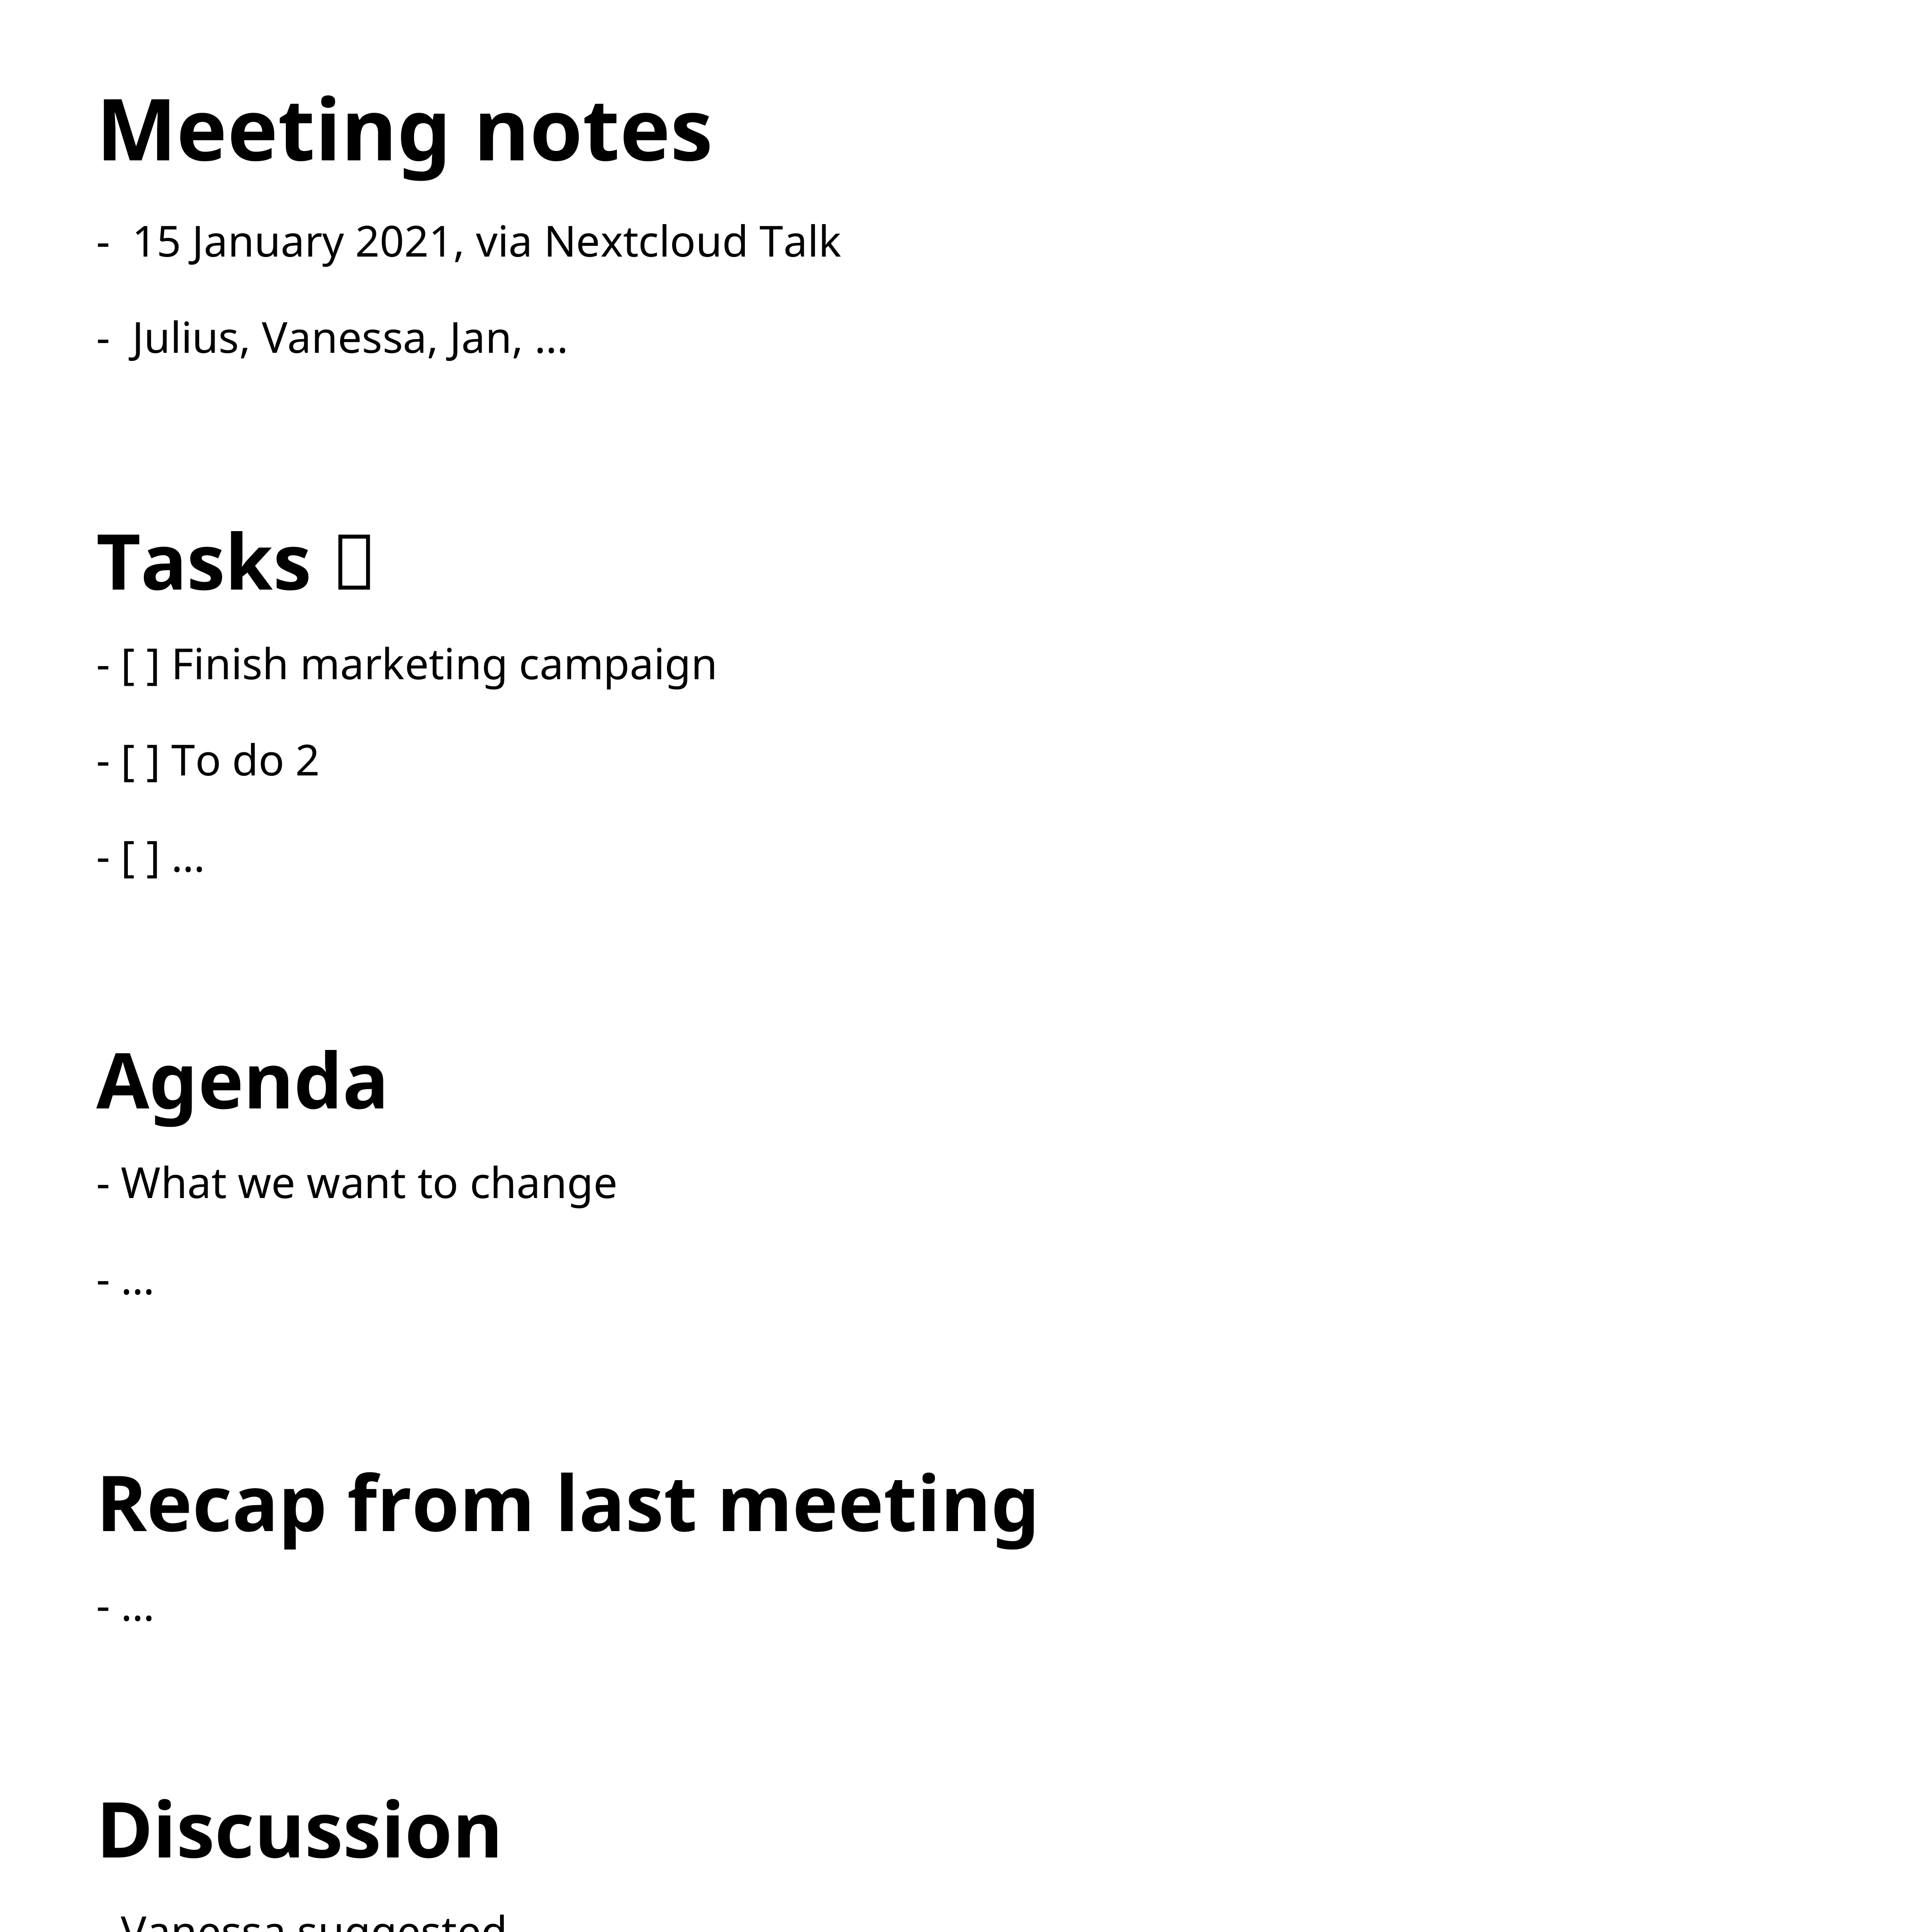 Meeting notes
- 15 January 2021, via Nextcloud Talk
- Julius, Vanessa, Jan, ...
Tasks
- [ ] Finish marketing campaign
- [ ] To do 2
- [ ] ...
Agenda
- What we want to change
- ...
Recap from last meeting
- ...
Discussion
Vanessa suggested